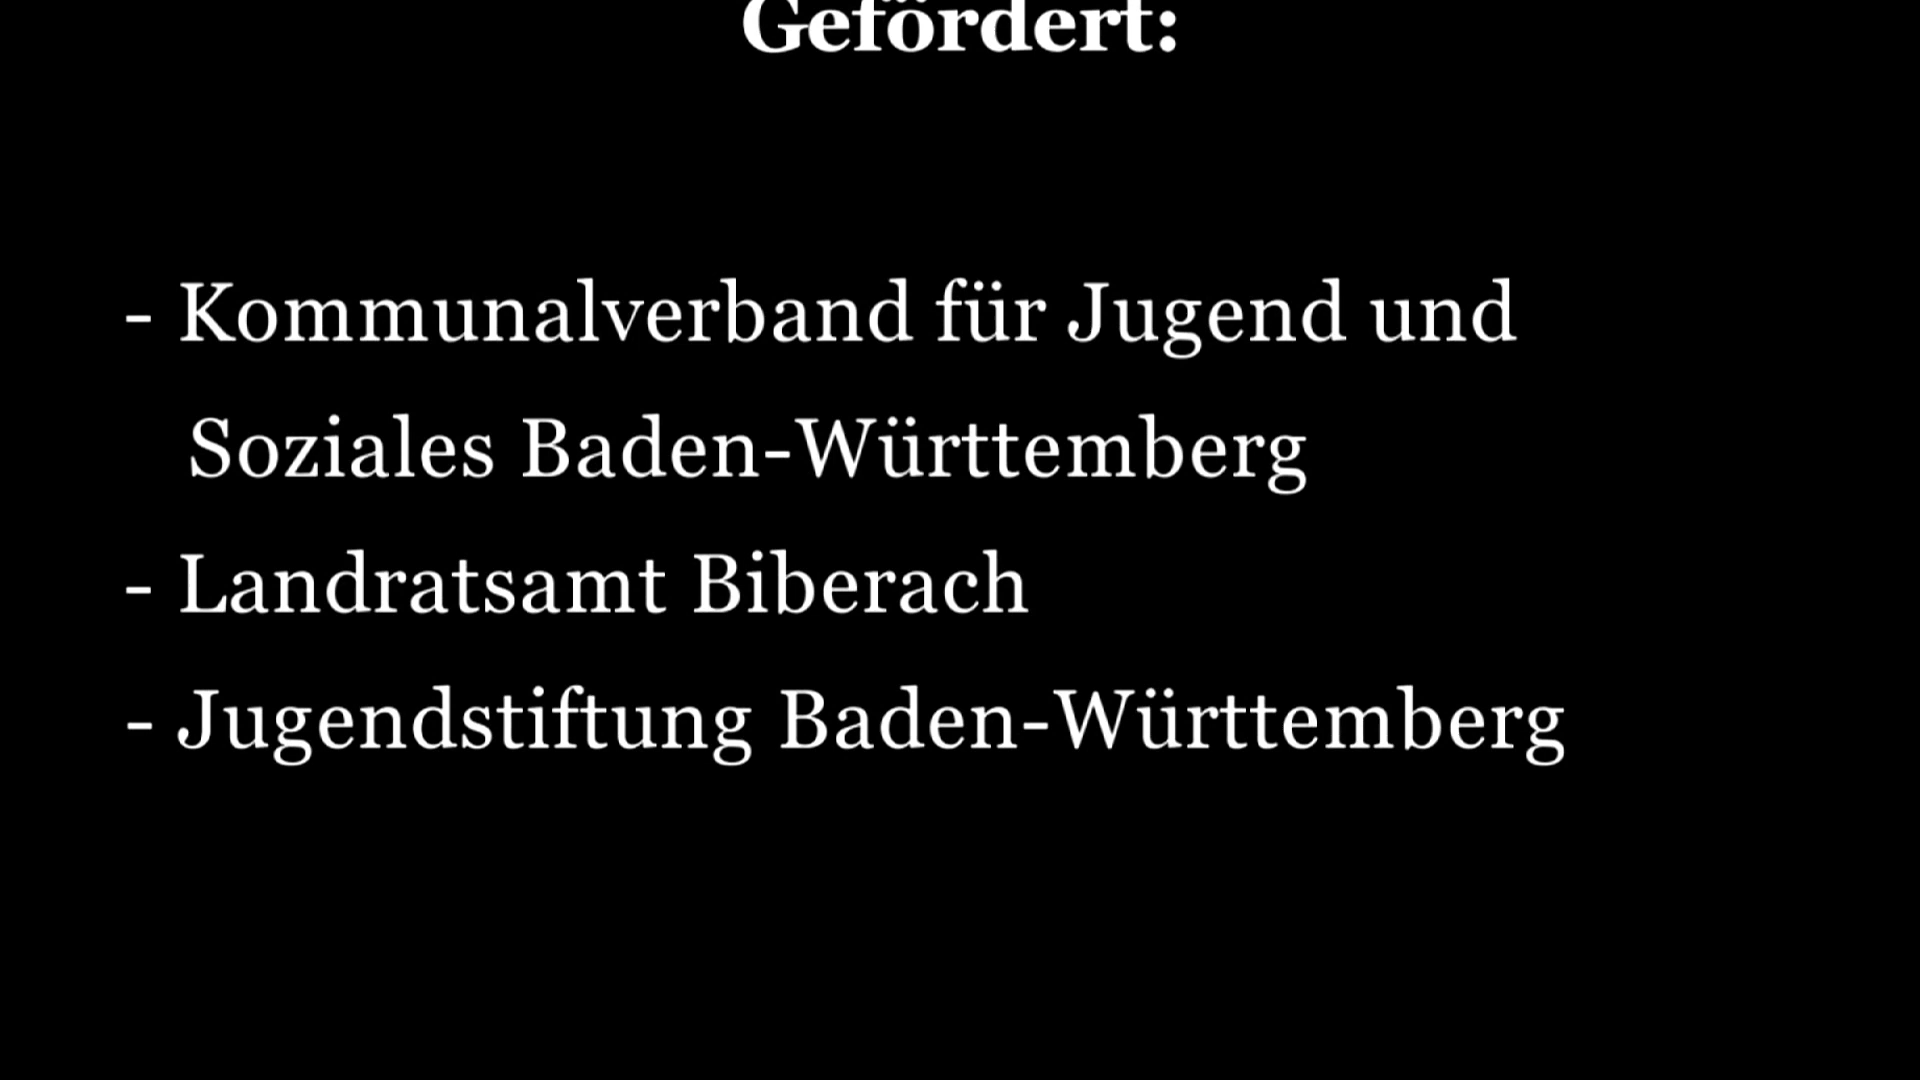 Gefördert:
- Kommunalverband für Jugend und
Soziales Baden-Württemberg
- Landratsamt Biberach
- Jugendstiftung Baden-Württemberg